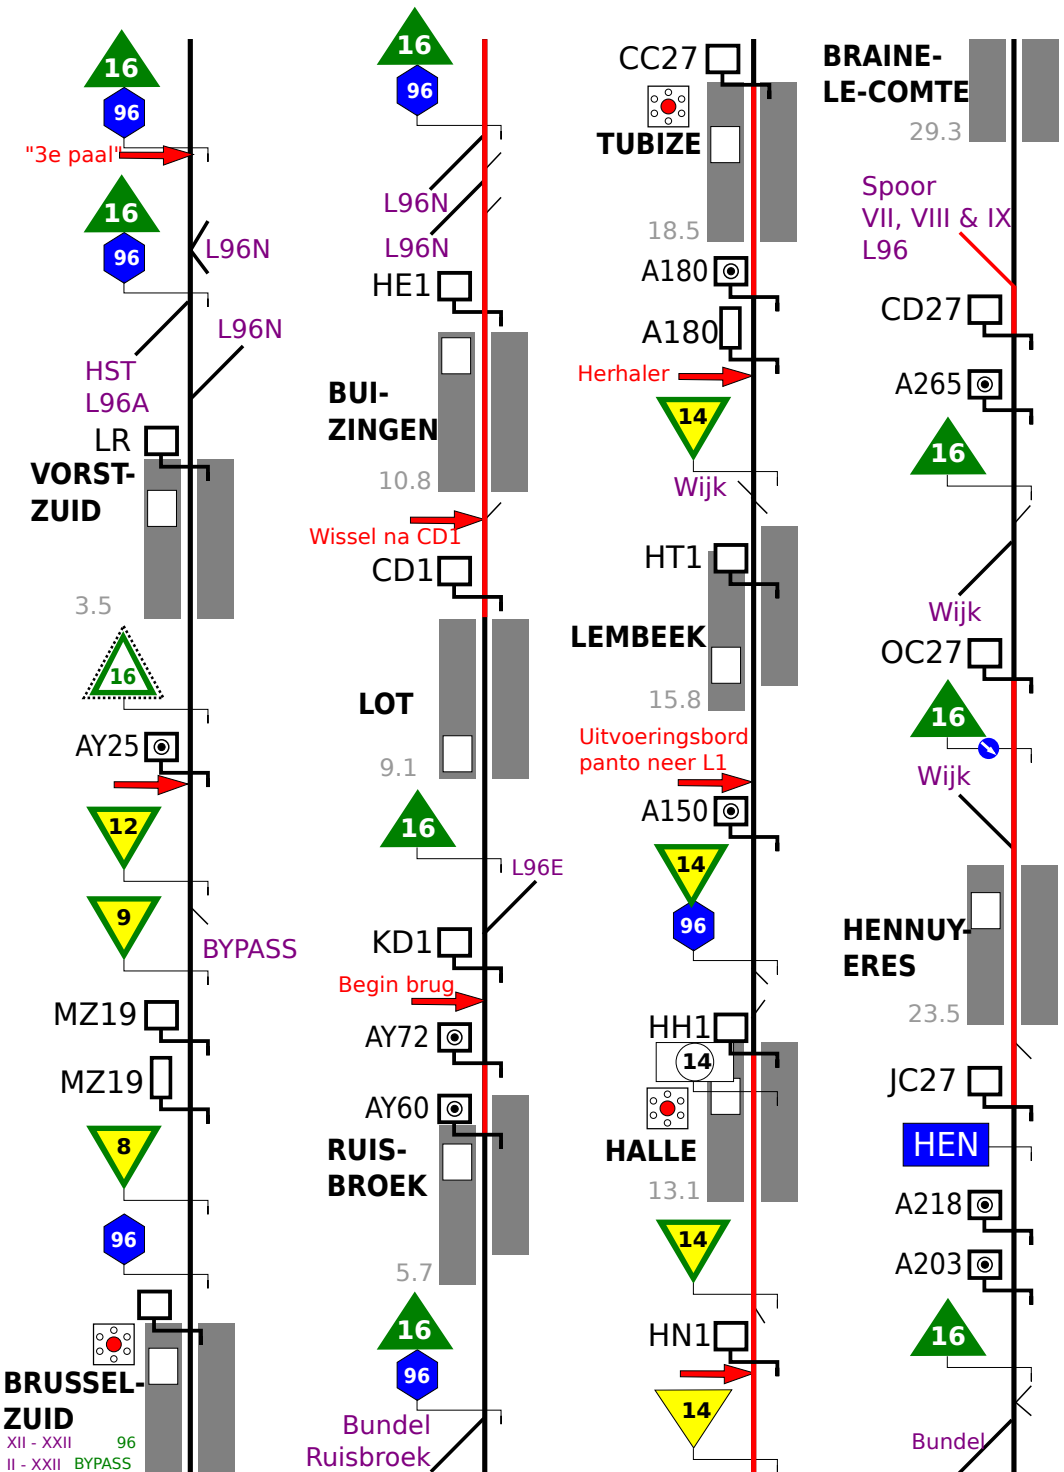 16
96
"3e paal"
16
96
L96N
L96N
HST
L96A
LR
VORST-
ZUID
3.5
16
AY25
12
9
BYPASS
MZ19
MZ19
8
96
BRUSSEL-
ZUID
XII - XXII 96
II - XXII BYPASS
16
96
L96N
L96N
HE1
BUI-
ZINGEN
10.8
Wissel na CD1
CD1
LOT
9.1
16
L96E
KD1
Begin brug
AY72
AY60
RUIS-
BROEK
5.7
16
96
Bundel
Ruisbroek
CC27
TUBIZE
18.5
A180
A180
Herhaler
14
Wijk
HT1
LEMBEEK
15.8
Uitvoeringsbord
panto neer L1
A150
14
96
HH1
14
HALLE
13.1
14
HN1
14
BRAINE-
LE-COMTE
29.3
Spoor
VII, VIII & IX
L96
CD27
A265
16
Wijk
OC27
16
Wijk
HENNUY-
ERES
23.5
JC27
HEN
A218
A203
16
Bundel